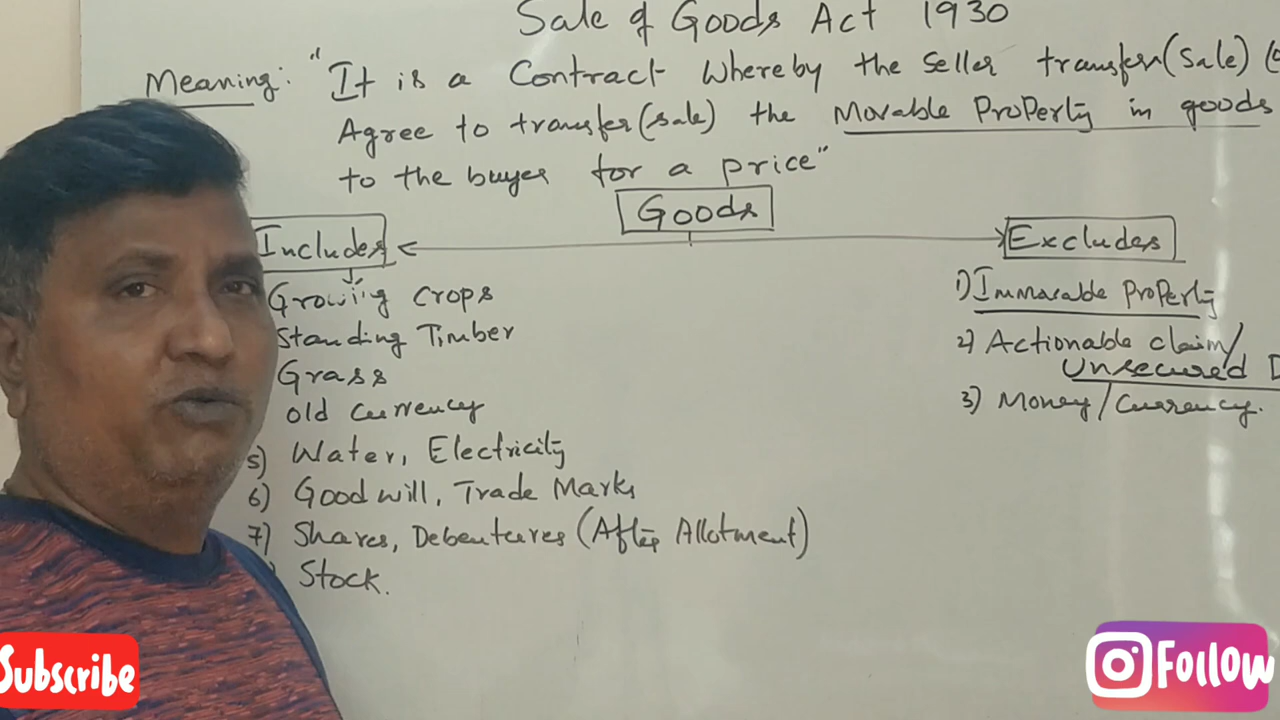 Sale of Goods Act 1930
Meaning: "It is a Contract Whereby the Seller transfers(Sale)
Agree to transfer(sale) the Movable Property in goods
to the buyer for a price"
Goods
Includes
Excludes
Growing Crops
Standing Timber
Grass
old currency
5) Water, Electricity
6) Goodwill, Trade Marks
7) Shares, Debentures (After Allotment)
Stock.
1) Immovable Property
2) Actionable claim/
Unsecured
3) Money/Currency.
Subscribe
Follow